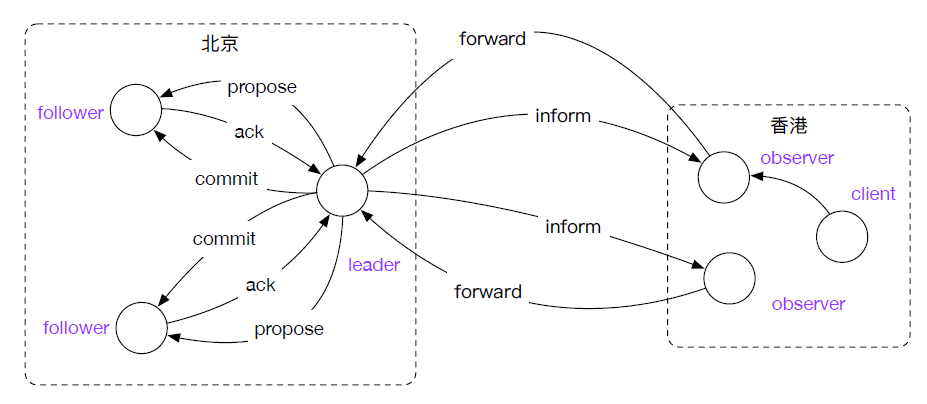 北京
follower
propose
ack
commit
commit
ack
propose
follower
leader
forward
inform
inform
forward
香港
observer
client
observer